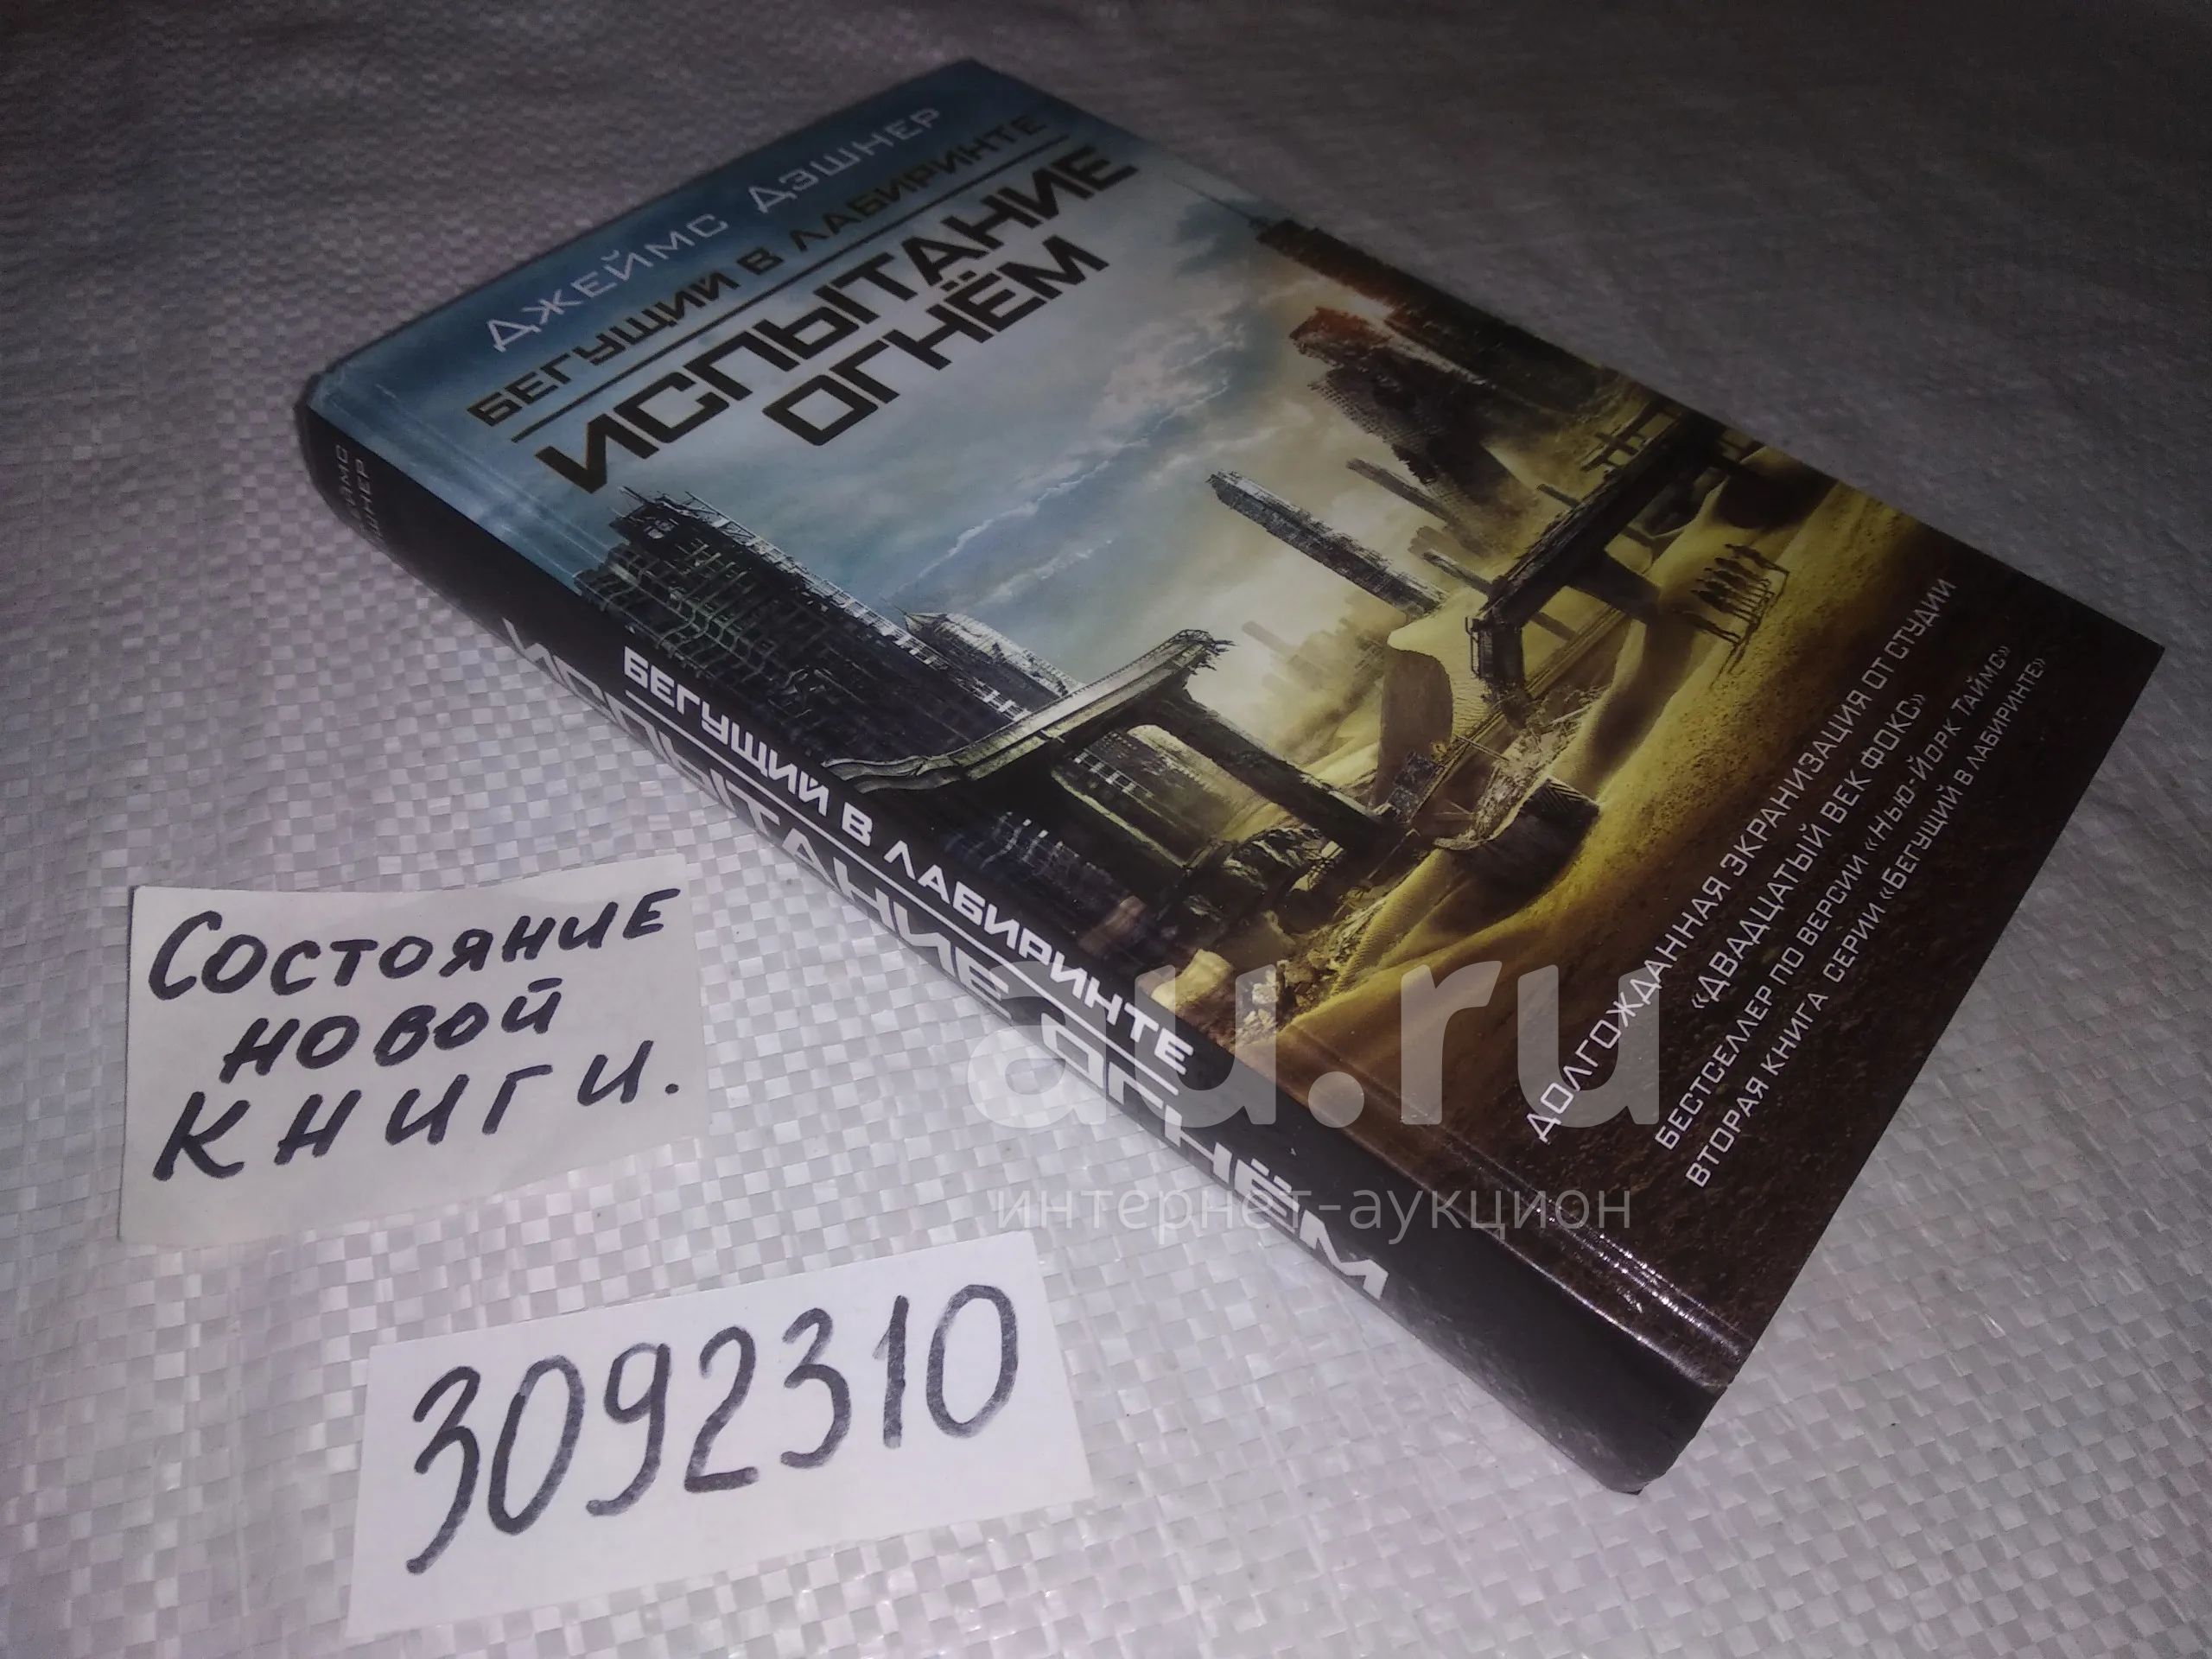 ДЖЕЙМС ДЭШНЕР
БЕГУЩИЙ В ЛАБИРИНТЕ
ИСПЫТАНИЕ
ОГНЁМ
ДОЛГОЖДАННАЯ ЭКРАНИЗАЦИЯ ОТ СТУДИИ
«ДВАДЦАТЫЙ ВЕК ФОКС»
БЕСТСЕЛЛЕР ПО ВЕРСИИ «НЬЮ-ЙОРК ТАЙМС»
ВТОРАЯ КНИГА СЕРИИ «БЕГУЩИЙ В ЛАБИРИНТЕ»
БЕГУЩИЙ В ЛАБИРИНТЕ
ИСПЫТАНИЕ ОГНЁМ
au.ru
интернет-аукцион
Состояние
новой
книги.
3092310